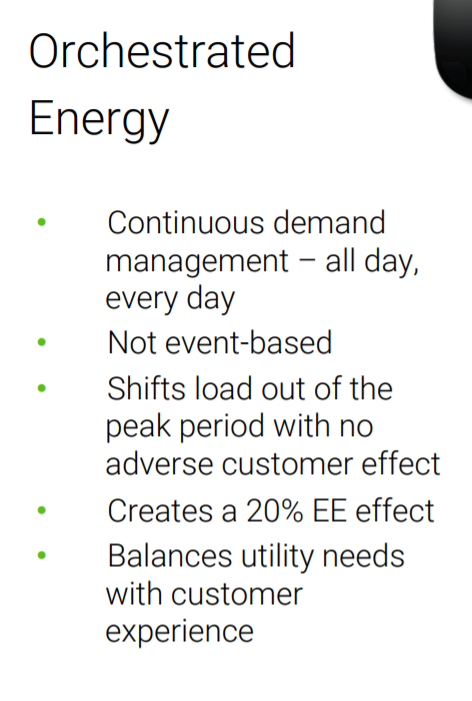 Orchestrated
Energy
• Continuous demand
management – all day,
every day
• Not event-based
• Shifts load out of the
peak period with no
adverse customer effect
• Creates a 20% EE effect
• Balances utility needs
with customer
experience